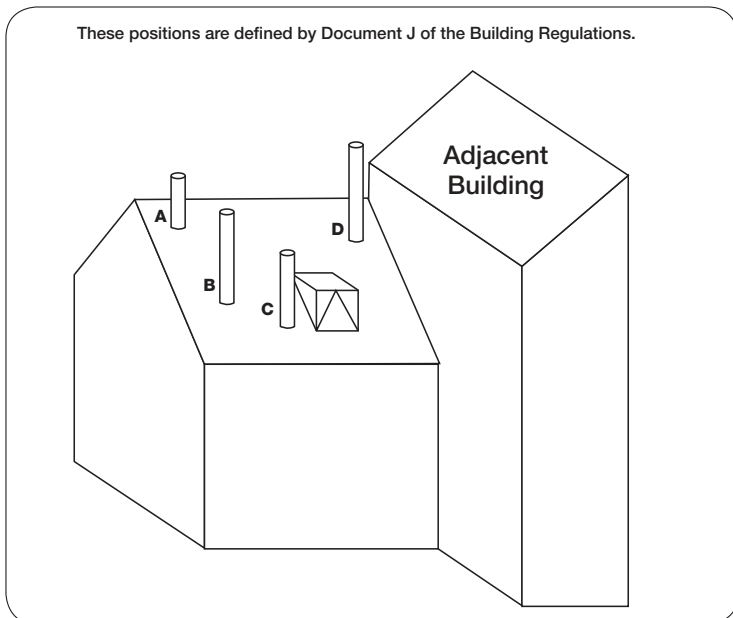 These positions are defined by Document J of the Building Regulations.
Adjacent
Building
A
D
B
C